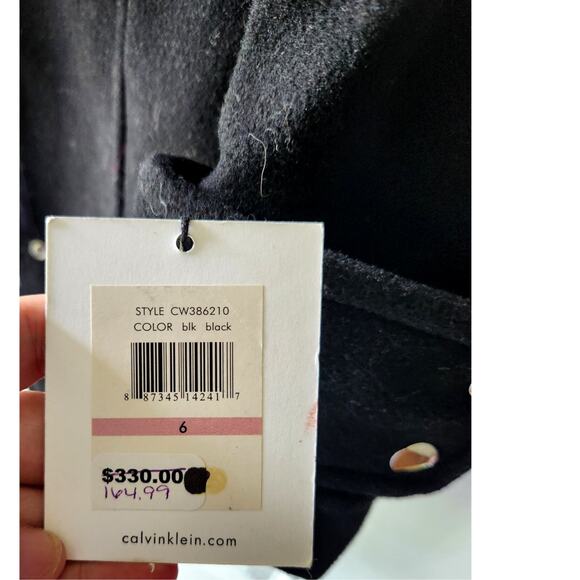 STYLE CW386210
COLOR blk black
8 87345 14241 7
6
$330.00
164.99
calvinklein.com